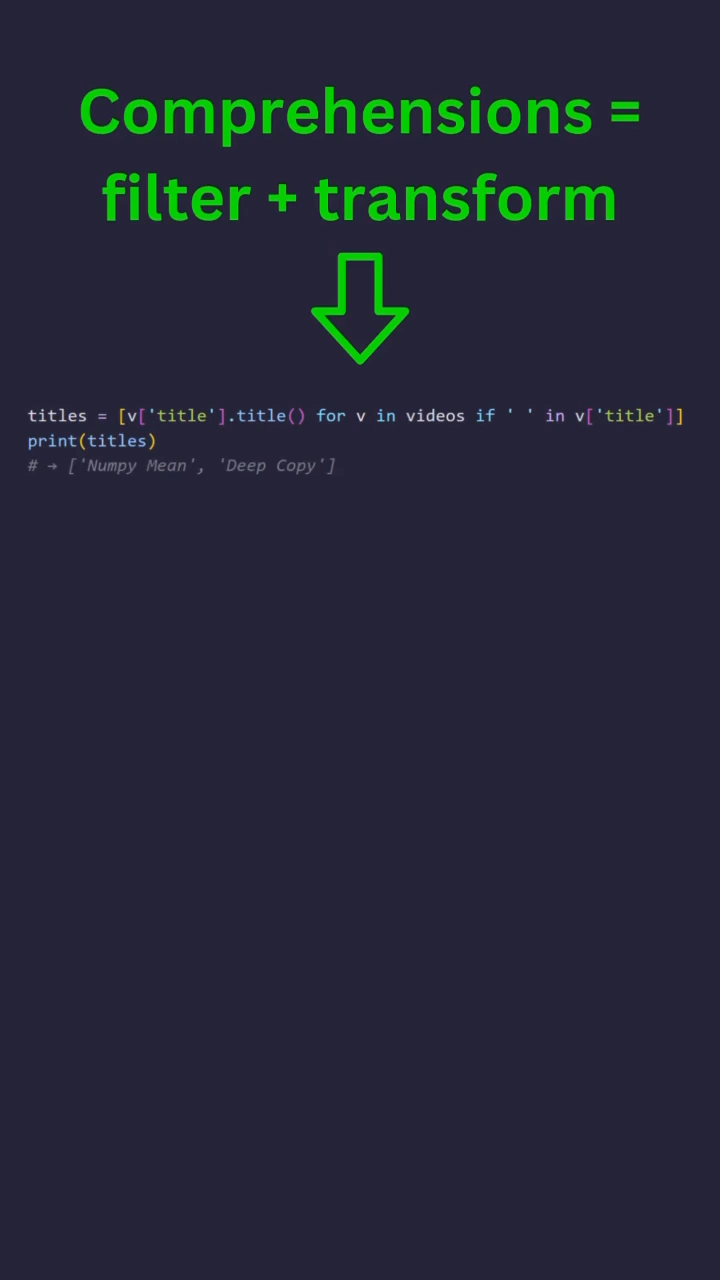 Comprehensions =
filter + transform
titles = [v['title'].title() for v in videos if ' ' in v['title']]
print(titles)
# → ['Numpy Mean', 'Deep Copy']